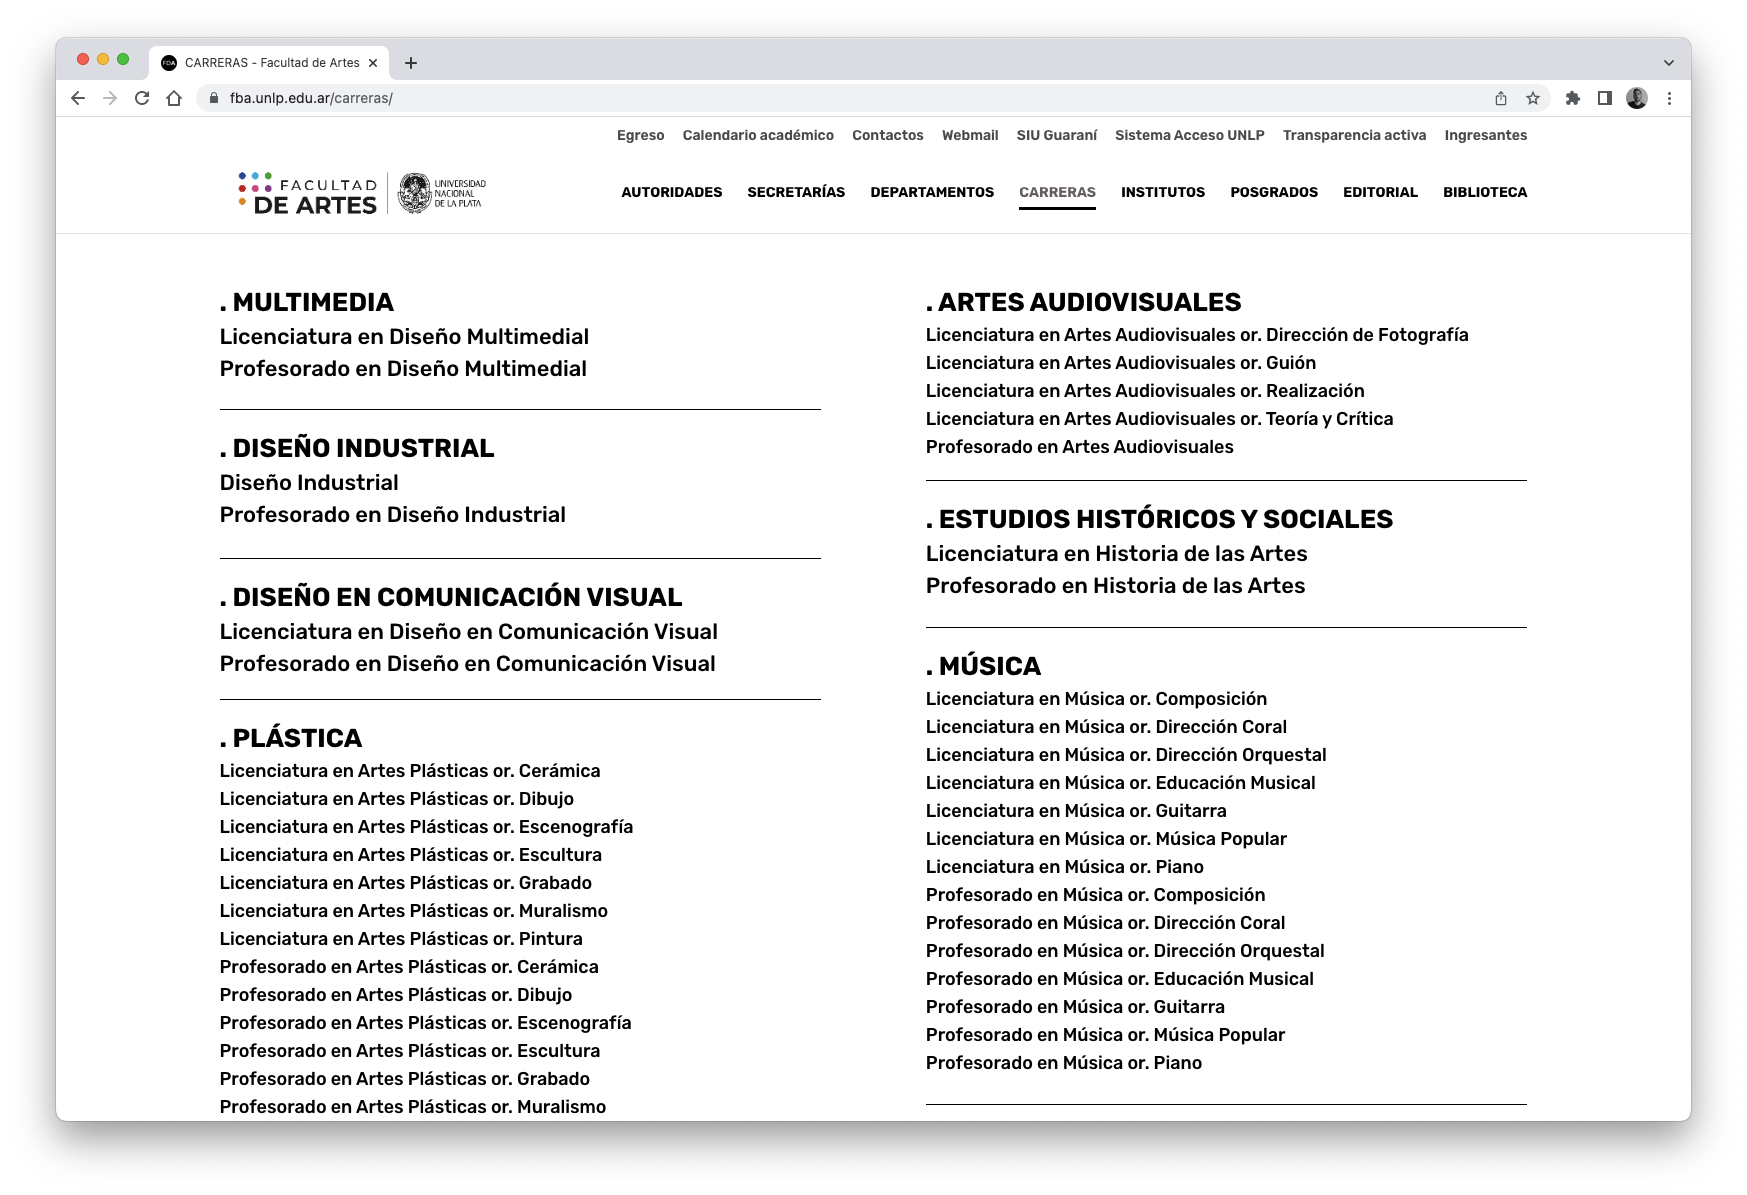 CARRERAS - Facultad de Artes
fba.unlp.edu.ar/carreras/
Egreso Calendario académico Contactos Webmail SIU Guaraní Sistema Acceso UNLP Transparencia activa Ingresantes
FACULTAD
DE ARTES
UNIVERSIDAD
NACIONAL
DE LA PLATA
AUTORIDADES SECRETARÍAS DEPARTAMENTOS CARRERAS INSTITUTOS POSGRADOS EDITORIAL BIBLIOTECA
. MULTIMEDIA
Licenciatura en Diseño Multimedial
Profesorado en Diseño Multimedial
. DISEÑO INDUSTRIAL
Diseño Industrial
Profesorado en Diseño Industrial
. DISEÑO EN COMUNICACIÓN VISUAL
Licenciatura en Diseño en Comunicación Visual
Profesorado en Diseño en Comunicación Visual
. PLÁSTICA
Licenciatura en Artes Plásticas or. Cerámica
Licenciatura en Artes Plásticas or. Dibujo
Licenciatura en Artes Plásticas or. Escenografía
Licenciatura en Artes Plásticas or. Escultura
Licenciatura en Artes Plásticas or. Grabado
Licenciatura en Artes Plásticas or. Muralismo
Licenciatura en Artes Plásticas or. Pintura
Profesorado en Artes Plásticas or. Cerámica
Profesorado en Artes Plásticas or. Dibujo
Profesorado en Artes Plásticas or. Escenografía
Profesorado en Artes Plásticas or. Escultura
Profesorado en Artes Plásticas or. Grabado
Profesorado en Artes Plásticas or. Muralismo
. ARTES AUDIOVISUALES
Licenciatura en Artes Audiovisuales or. Dirección de Fotografía
Licenciatura en Artes Audiovisuales or. Guión
Licenciatura en Artes Audiovisuales or. Realización
Licenciatura en Artes Audiovisuales or. Teoría y Crítica
Profesorado en Artes Audiovisuales
. ESTUDIOS HISTÓRICOS Y SOCIALES
Licenciatura en Historia de las Artes
Profesorado en Historia de las Artes
. MÚSICA
Licenciatura en Música or. Composición
Licenciatura en Música or. Dirección Coral
Licenciatura en Música or. Dirección Orquestal
Licenciatura en Música or. Educación Musical
Licenciatura en Música or. Guitarra
Licenciatura en Música or. Música Popular
Licenciatura en Música or. Piano
Profesorado en Música or. Composición
Profesorado en Música or. Dirección Coral
Profesorado en Música or. Dirección Orquestal
Profesorado en Música or. Educación Musical
Profesorado en Música or. Guitarra
Profesorado en Música or. Música Popular
Profesorado en Música or. Piano